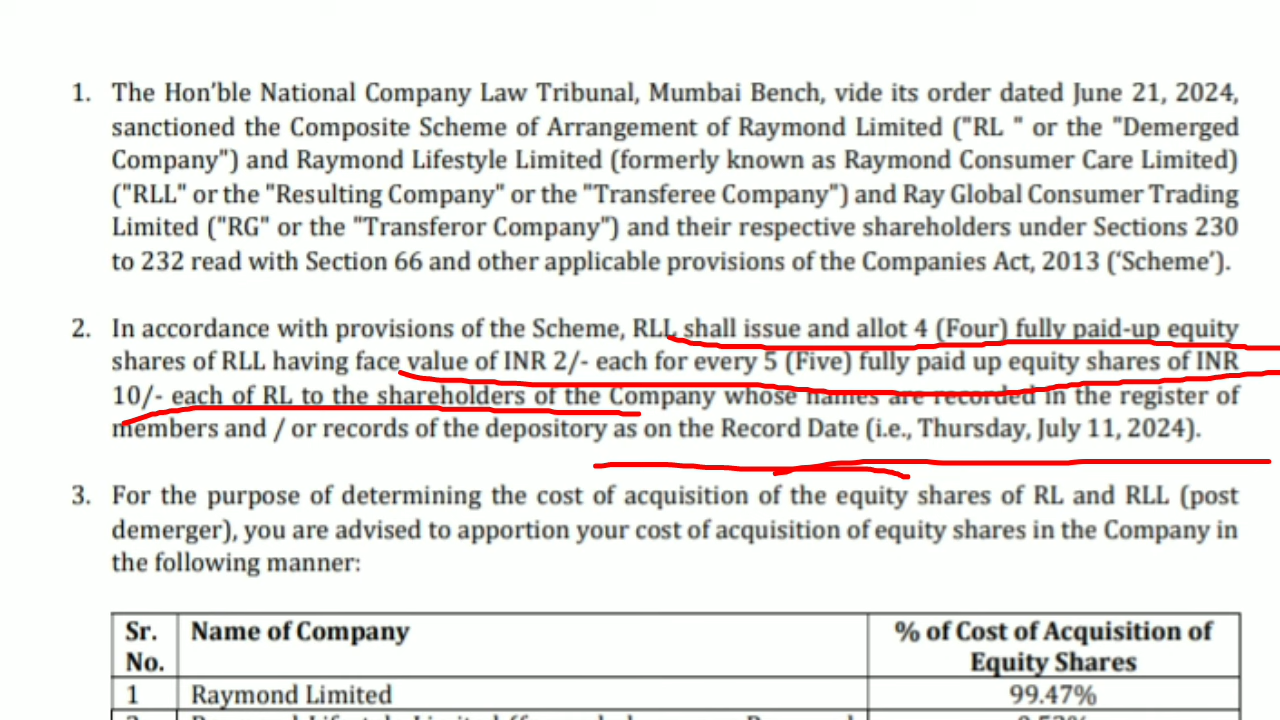 1. The Hon'ble National Company Law Tribunal, Mumbai Bench, vide its order dated June 21, 2024,
sanctioned the Composite Scheme of Arrangement of Raymond Limited ("RL " or the "Demerged
Company") and Raymond Lifestyle Limited (formerly known as Raymond Consumer Care Limited)
("RLL" or the "Resulting Company" or the "Transferee Company") and Ray Global Consumer Trading
Limited ("RG" or the "Transferor Company") and their respective shareholders under Sections 230
to 232 read with Section 66 and other applicable provisions of the Companies Act, 2013 ('Scheme').
2. In accordance with provisions of the Scheme, RLL shall issue and allot 4 (Four) fully paid-up equity
shares of RLL having face value of INR 2/- each for every 5 (Five) fully paid up equity shares of INR
10/- each of RL to the shareholders of the Company whose names are recorded in the register of
members and / or records of the depository as on the Record Date (i.e., Thursday, July 11, 2024).
3. For the purpose of determining the cost of acquisition of the equity shares of RL and RLL (post
demerger), you are advised to apportion your cost of acquisition of equity shares in the Company in
the following manner:
Sr. No. Name of Company % of Cost of Acquisition of Equity Shares
1 Raymond Limited 99.47%